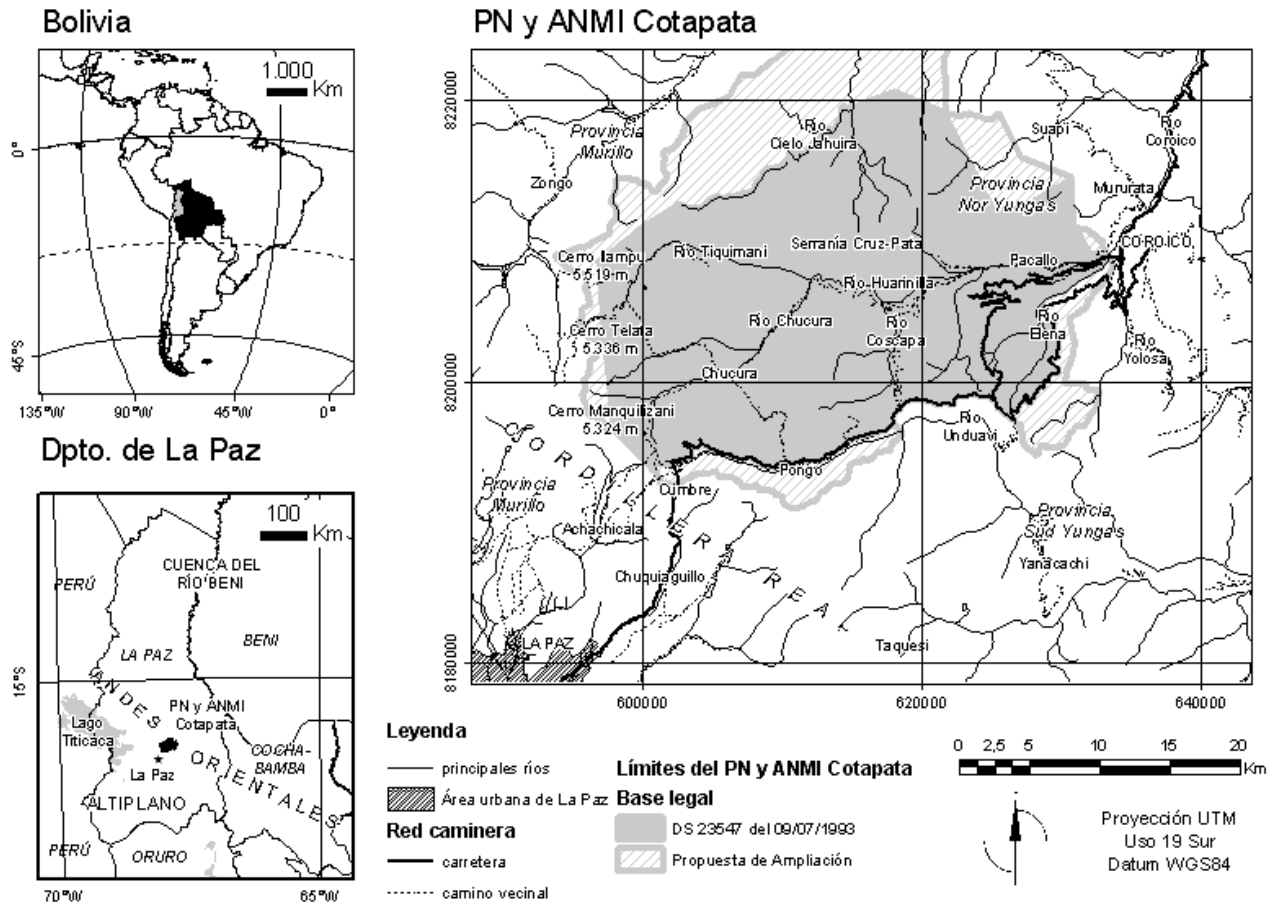 Bolivia
1.000
Km
0°
45°S
135°W
90°W
45°W
0°
Dpto. de La Paz
100
Km
CUENCA DEL
RÍO BENI
PERÚ
LA PAZ
BENI
15°S
ANDES ORIENTALES
PN y ANMI
Cotapata
Lago
Titicaca
La Paz
COCHA-
BAMBA
ALTIPLANO
PERÚ
ORURO
70°W
65°W
PN y ANMI Cotapata
8220000
8200000
8180000
600000
620000
640000
Provincia
Murillo
Río
Cielo Jahuira
Suapi
Río
Coroico
Zongo
Provincia
Nor Yungas
Mururata
Serranía Cruz-Pata
COROICO
Cerro Ilampu
5.519 m
Río Tiquimani
Pacallo
Río Huarinilla
Cerro Telata
5.336 m
Río Chucura
Río
Coscapa
Río
Elena
Río
Yolosa
Chucura
Cerro Manquilizani
5.324 m
Río
Unduavi
CORDILLERA REAL
Pongo
Provincia
Murillo
Cumbre
Achachicala
Provincia
Sud Yungas
Chuquiaguillo
Yanacachi
LA PAZ
Taquesi
Leyenda
principales ríos
Área urbana de La Paz
Red caminera
carretera
camino vecinal
Límites del PN y ANMI Cotapata
Base legal
DS 23547 del 09/07/1993
Propuesta de Ampliación
0 2,5 5 10 15 20
Km
Proyección UTM
Uso 19 Sur
Datum WGS84